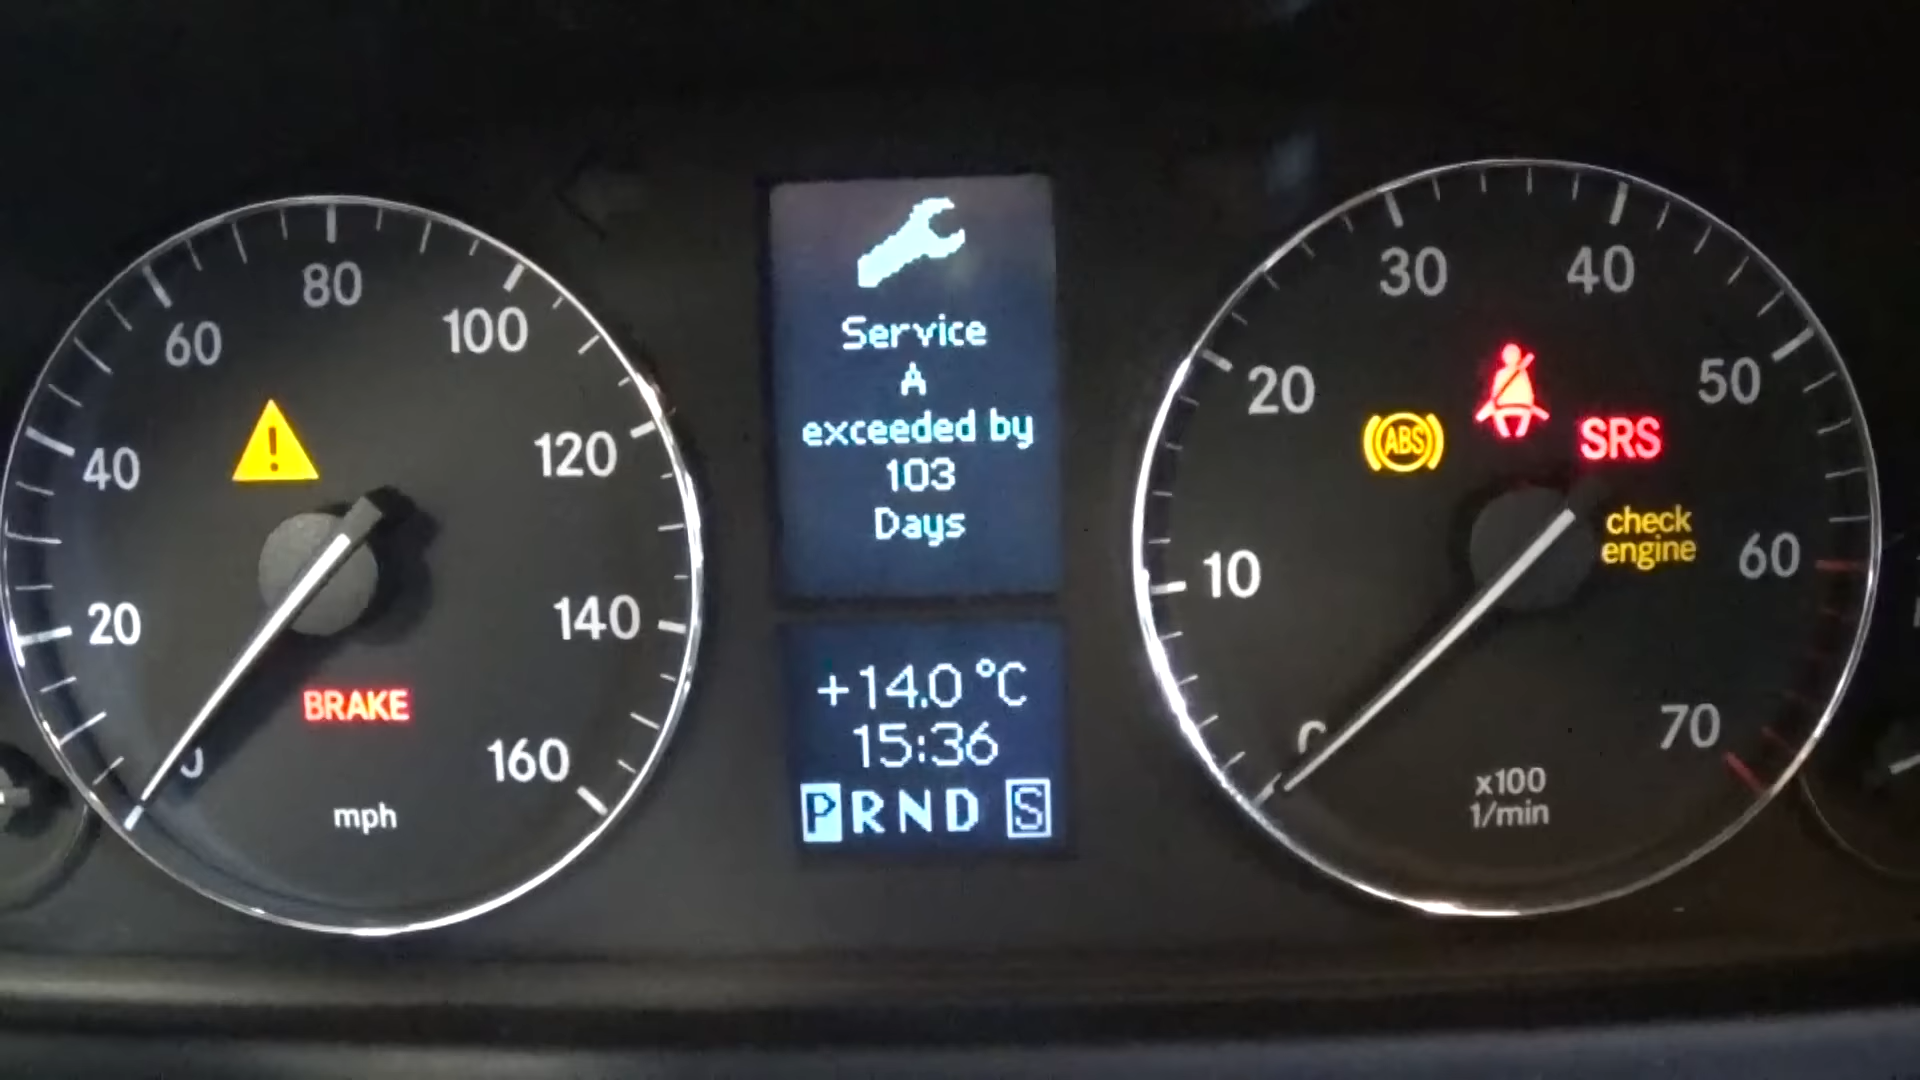 80
60
100
40
120
20
140
BRAKE
160
mph
Service
A
exceeded by
103
Days
+14.0 °C
15:36
PRND S
30
40
20
50
ABS
SRS
check
engine
10
60
70
x100
1/min